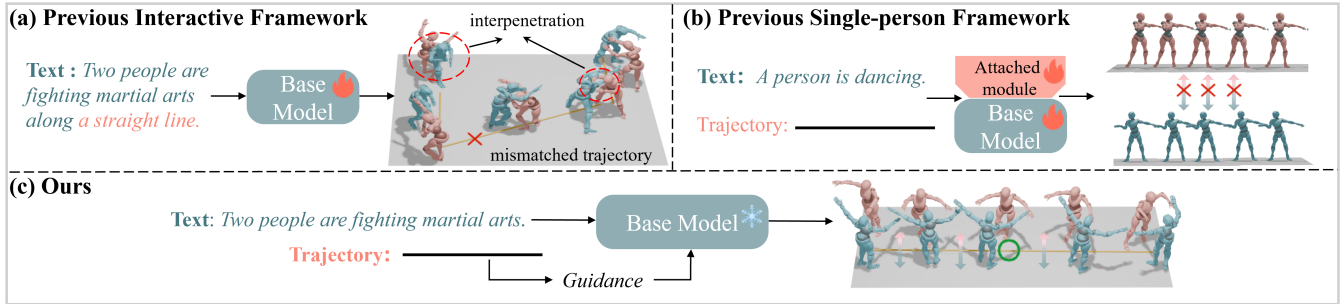 (a) Previous Interactive Framework
interpenetration
Text : Two people are
fighting martial arts
along a straight line.
Base
Model
mismatched trajectory
(b) Previous Single-person Framework
Text: A person is dancing.
Attached
module
Trajectory:
Base
Model
(c) Ours
Text: Two people are fighting martial arts.
Base Model
Trajectory:
Guidance